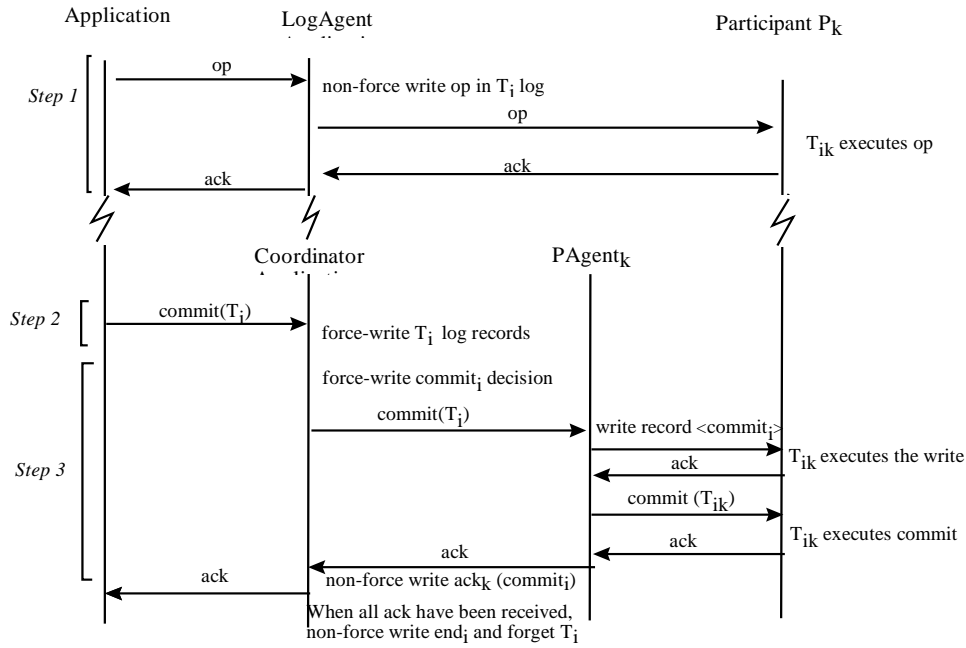 Application
LogAgent
Participant Pk
Step 1
op
non-force write op in Ti log
op
Tik executes op
ack
ack
Coordinator
PAgentk
Step 2
commit(Ti)
force-write Ti log records
force-write commiti decision
commit(Ti)
write record <commiti>
Step 3
Tik executes the write
ack
commit (Tik)
Tik executes commit
ack
ack
non-force write ackk (commiti)
ack
When all ack have been received,
non-force write endi and forget Ti